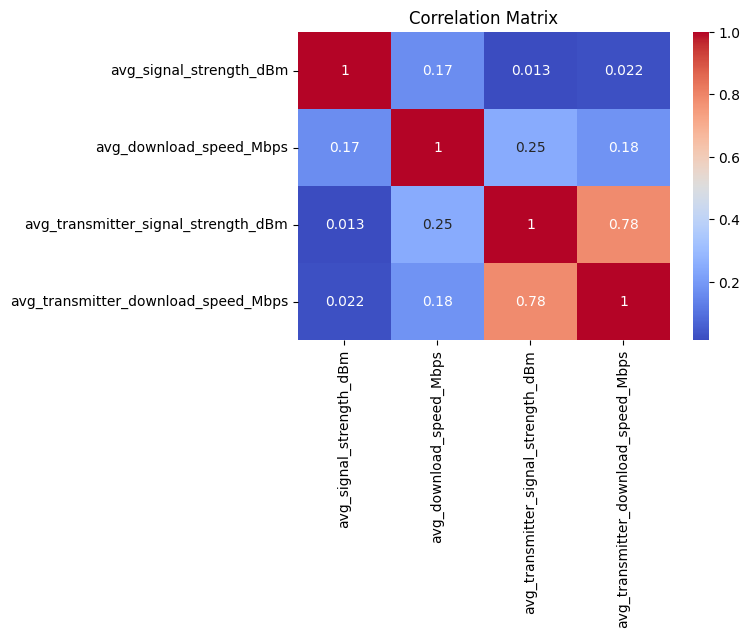 Correlation Matrix
avg_signal_strength_dBm 1 0.17 0.013 0.022
avg_download_speed_Mbps 0.17 1 0.25 0.18
avg_transmitter_signal_strength_dBm 0.013 0.25 1 0.78
avg_transmitter_download_speed_Mbps 0.022 0.18 0.78 1
avg_signal_strength_dBm
avg_download_speed_Mbps
avg_transmitter_signal_strength_dBm
avg_transmitter_download_speed_Mbps
1.0
0.8
0.6
0.4
0.2